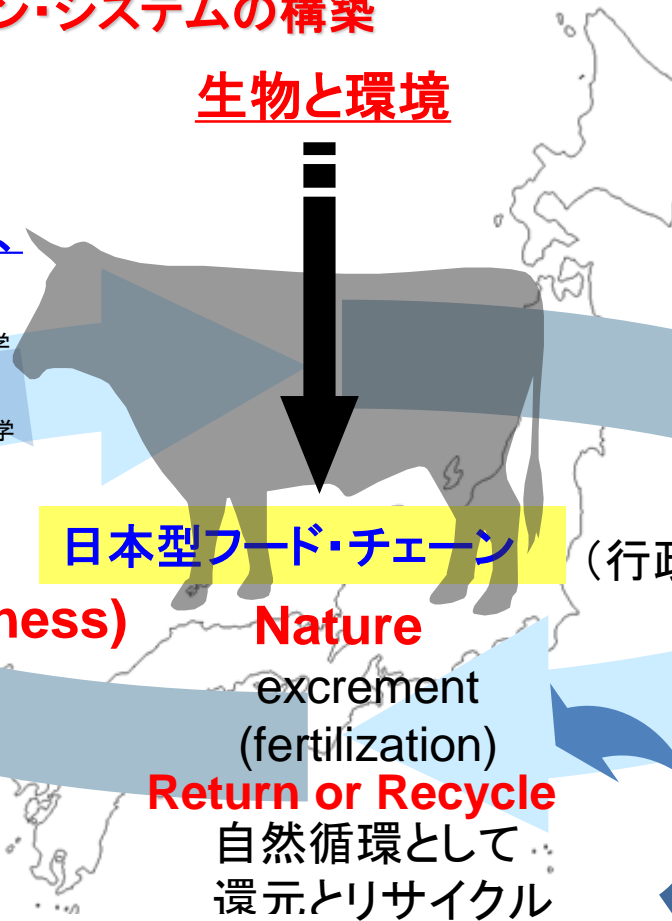 ン・システムの構築
生物と環境
学
学
日本型フード・チェーン
（行政
ness)
Nature
excrement
(fertilization)
Return or Recycle
自然循環として
還元とリサイクル